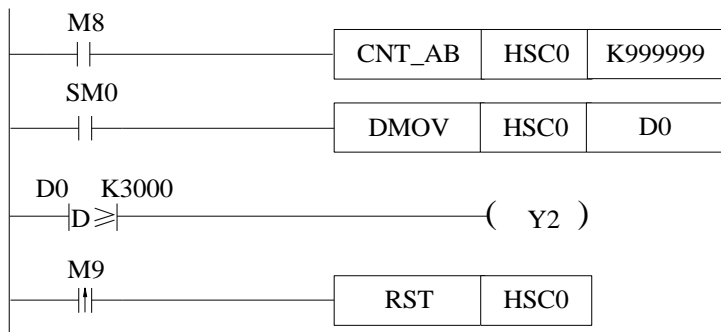 M8
CNT_AB HSC0 K999999
SM0
DMOV HSC0 D0
D0 K3000
D≥
( Y2 )
M9
RST HSC0